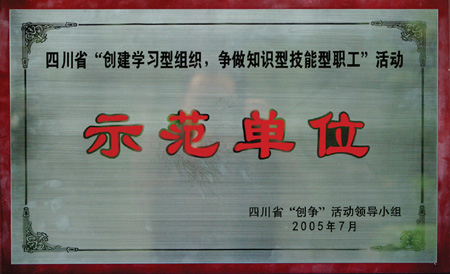 四川省“创建学习型组织，争做知识型技能型职工”活动
示范单位
四川省“创争”活动领导小组
2005年7月